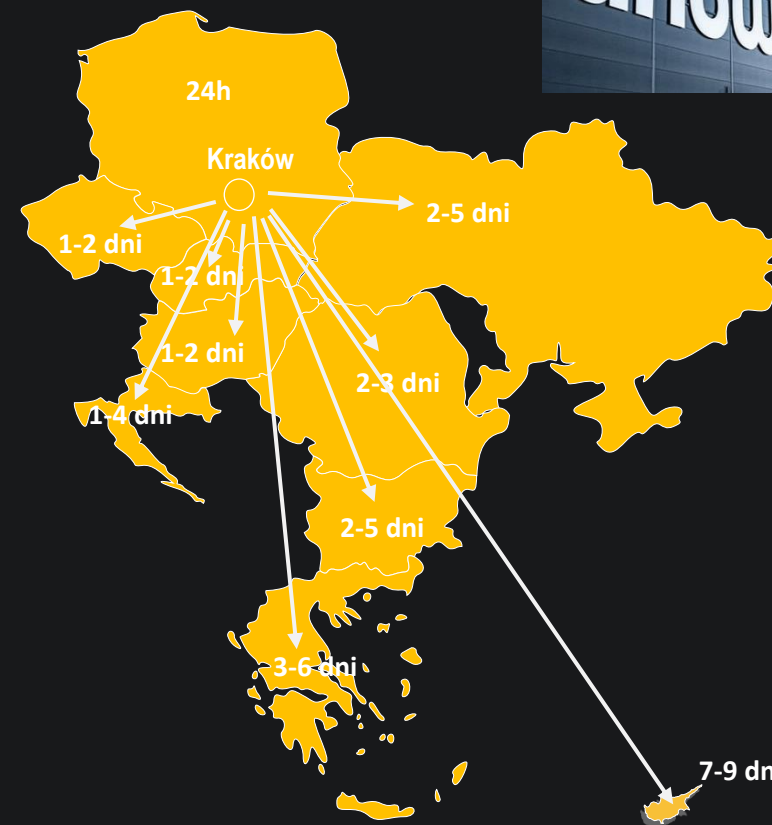 24h
Kraków
2-5 dni
1-2 dni
1-2 dni
1-2 dni
2-3 dni
1-4 dni
2-5 dni
3-6 dni
7-9 dn